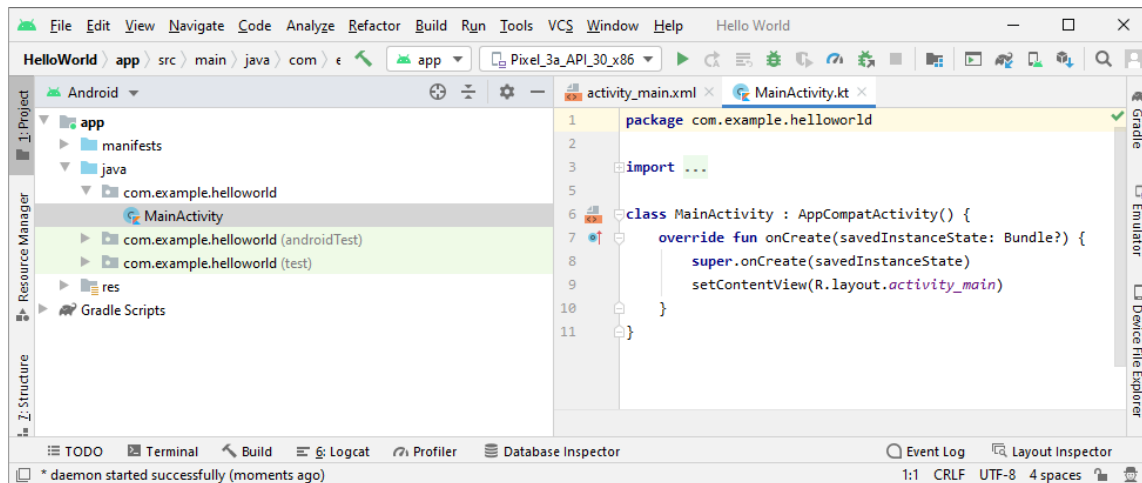 File Edit View Navigate Code Analyze Refactor Build Run Tools VCS Window Help Hello World
HelloWorld app src main java com e app Pixel_3a_API_30_x86
1: Project
Resource Manager
7: Structure
Android
app
manifests
java
com.example.helloworld
MainActivity
com.example.helloworld (androidTest)
com.example.helloworld (test)
res
Gradle Scripts
activity_main.xml MainActivity.kt
1 package com.example.helloworld
2
3 import ...
5
6 class MainActivity : AppCompatActivity() {
7 override fun onCreate(savedInstanceState: Bundle?) {
8 super.onCreate(savedInstanceState)
9 setContentView(R.layout.activity_main)
10 }
11 }
Gradle
Emulator
Device File Explorer
TODO Terminal Build 6: Logcat Profiler Database Inspector Event Log Layout Inspector
* daemon started successfully (moments ago) 1:1 CRLF UTF-8 4 spaces